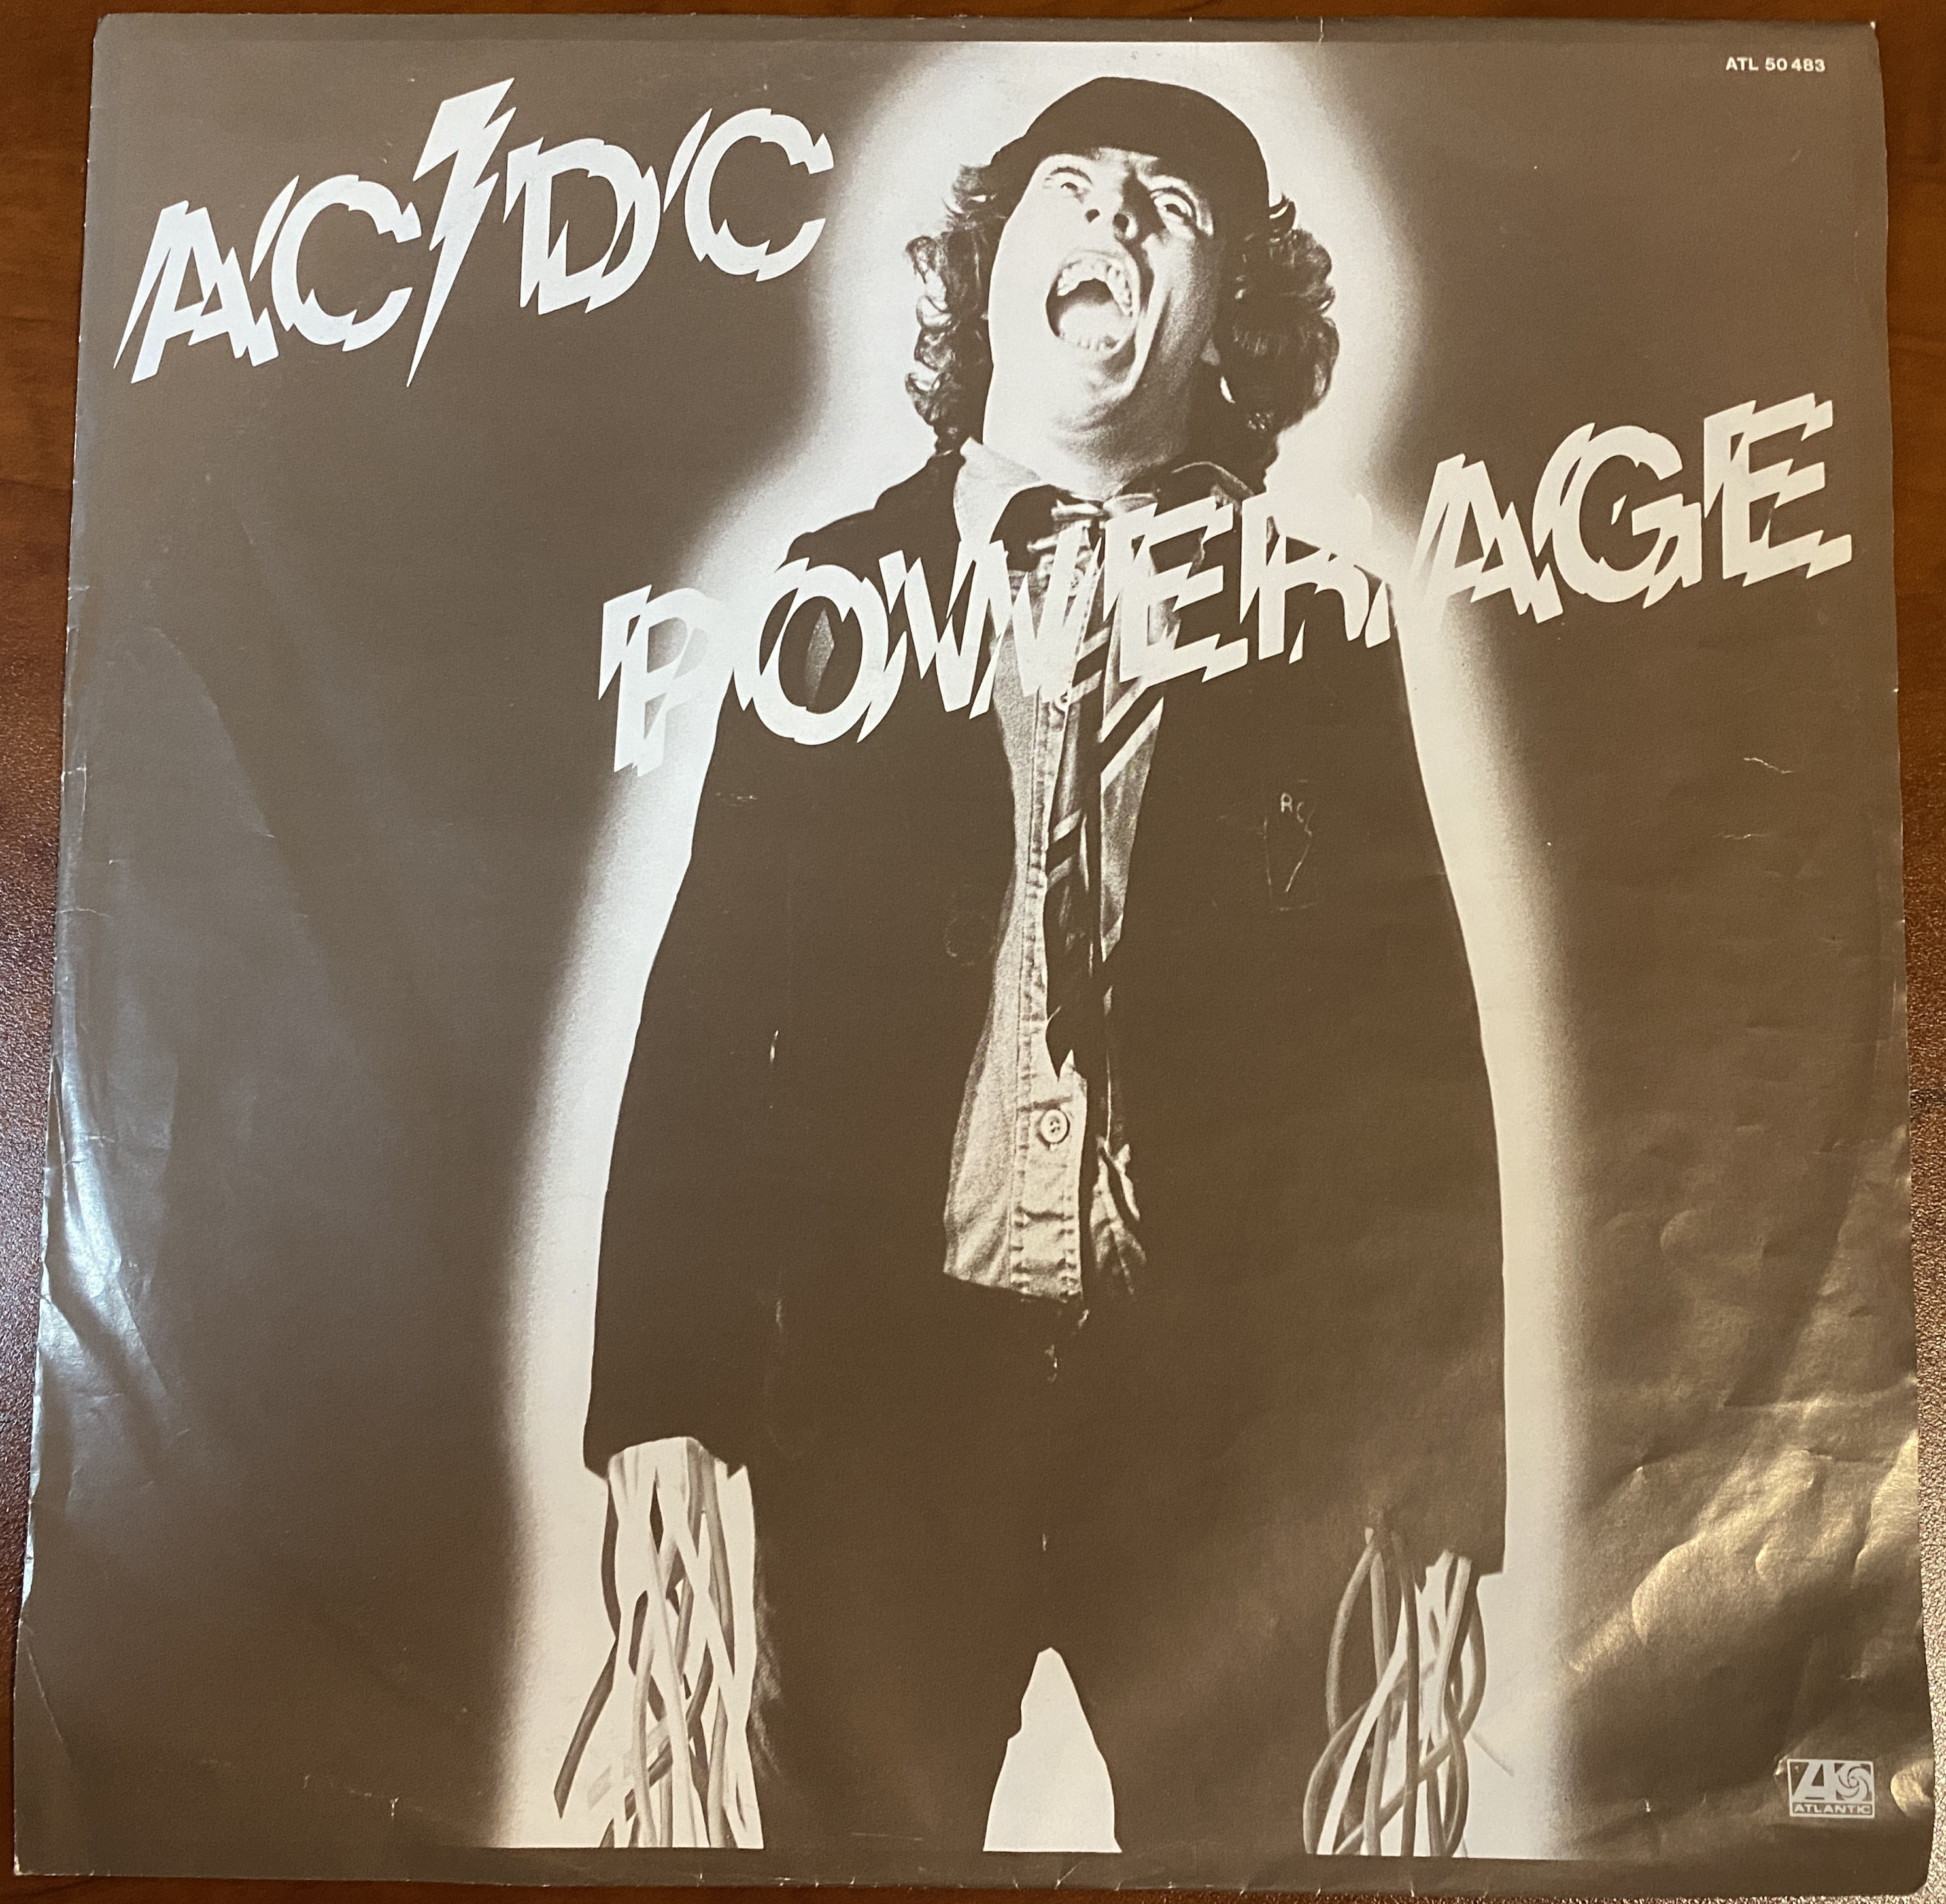 ATL 50 483
AC/DC
POWERAGE
ATLANTIC